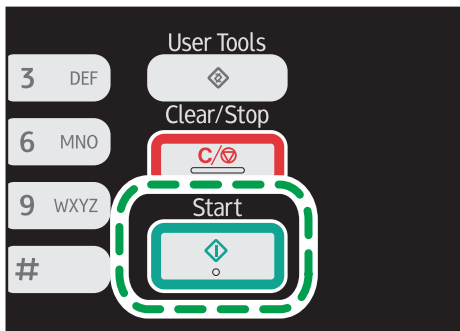 User Tools
3 DEF
Clear/Stop
6 MNO
C/
9 WXYZ
Start
#